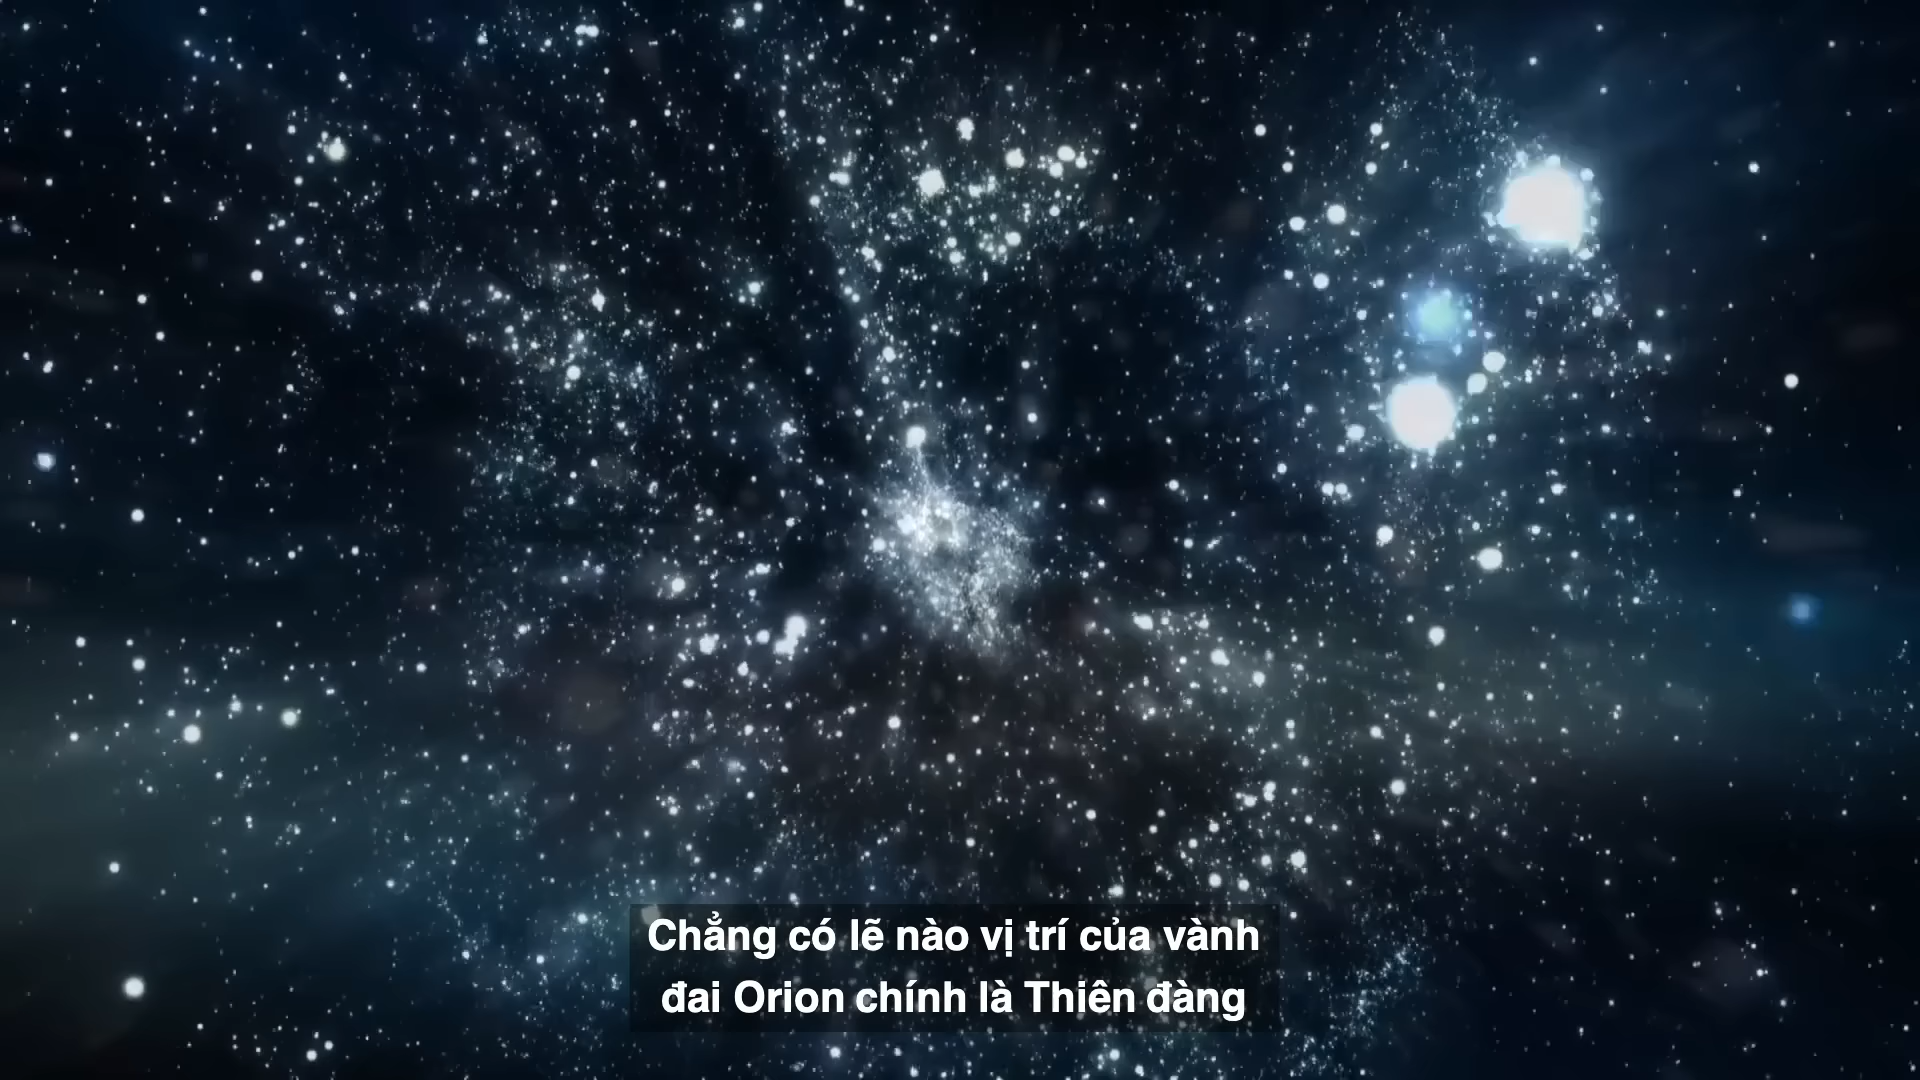 Chẳng có lẽ nào vị trí của vành
đai Orion chính là Thiên đàng